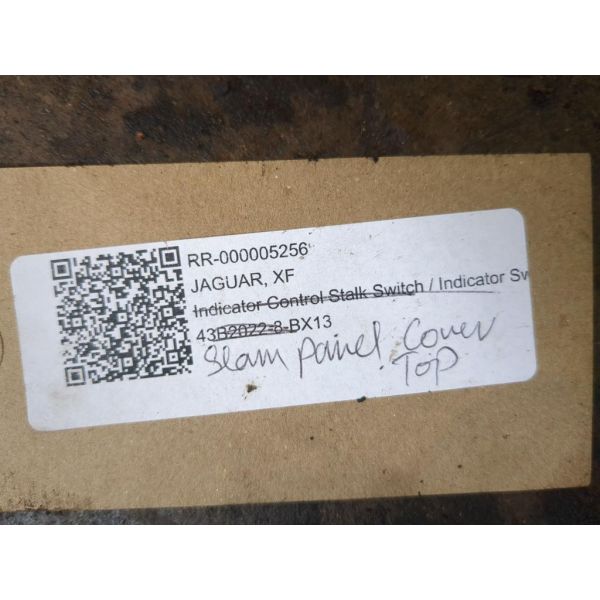 RR-000005256
JAGUAR, XF
Indicator Control Stalk Switch / Indicator Sw
43B2022-8-BX13
Slam panel Cover
TOP